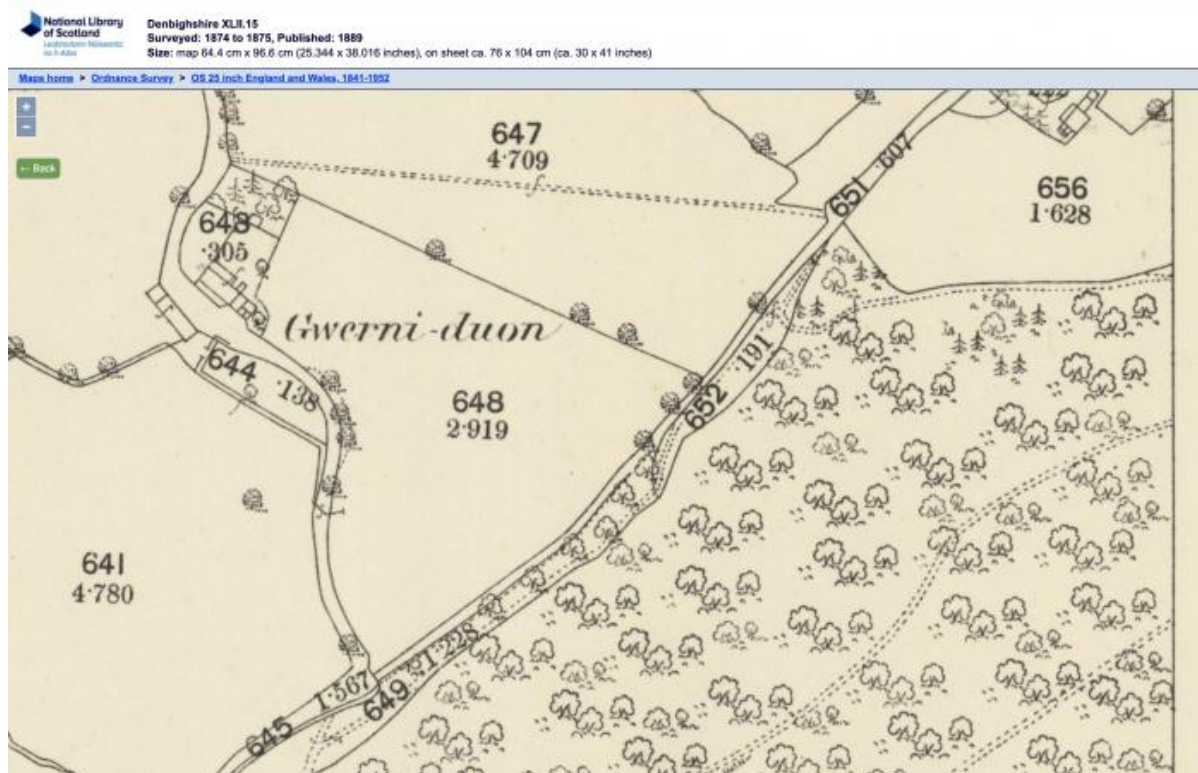 National Library
of Scotland
Denbighshire XLII.15
Surveyed: 1874 to 1875, Published: 1889
Size: map 64.4 cm x 96.6 cm (25.344 x 38.016 inches), on sheet ca. 76 x 104 cm (ca. 30 x 41 inches)
Maps home > Ordnance Survey > OS 25 inch England and Wales, 1841-1952
+
−
← Back
647
4·709
651
·607
656
1·628
648
·305
Gwerni-duon
644
·138
648
2·919
652
·191
641
4·780
645
1·567
649
1·228